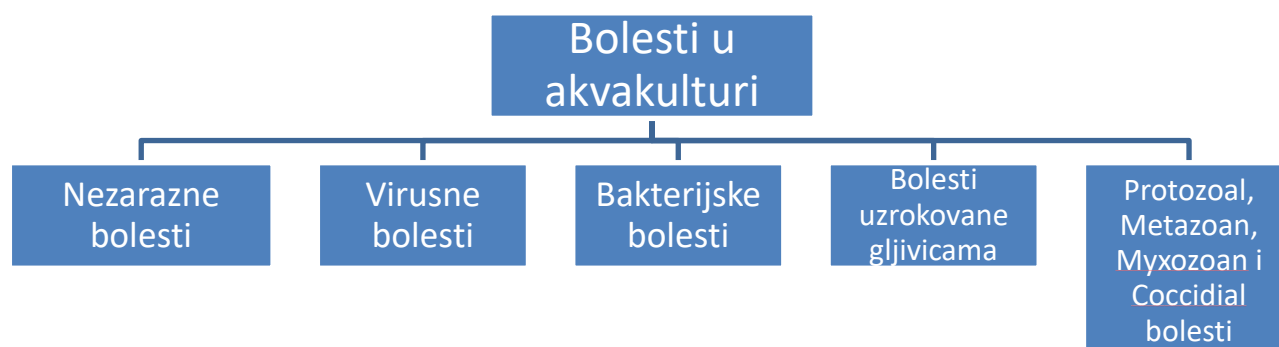 Bolesti u
akvakulturi
Nezarazne
bolesti
Virusne
bolesti
Bakterijske
bolesti
Bolesti
uzrokovane
gljivicama
Protozoal,
Metazoan,
Myxozoan i
Coccidial
bolesti